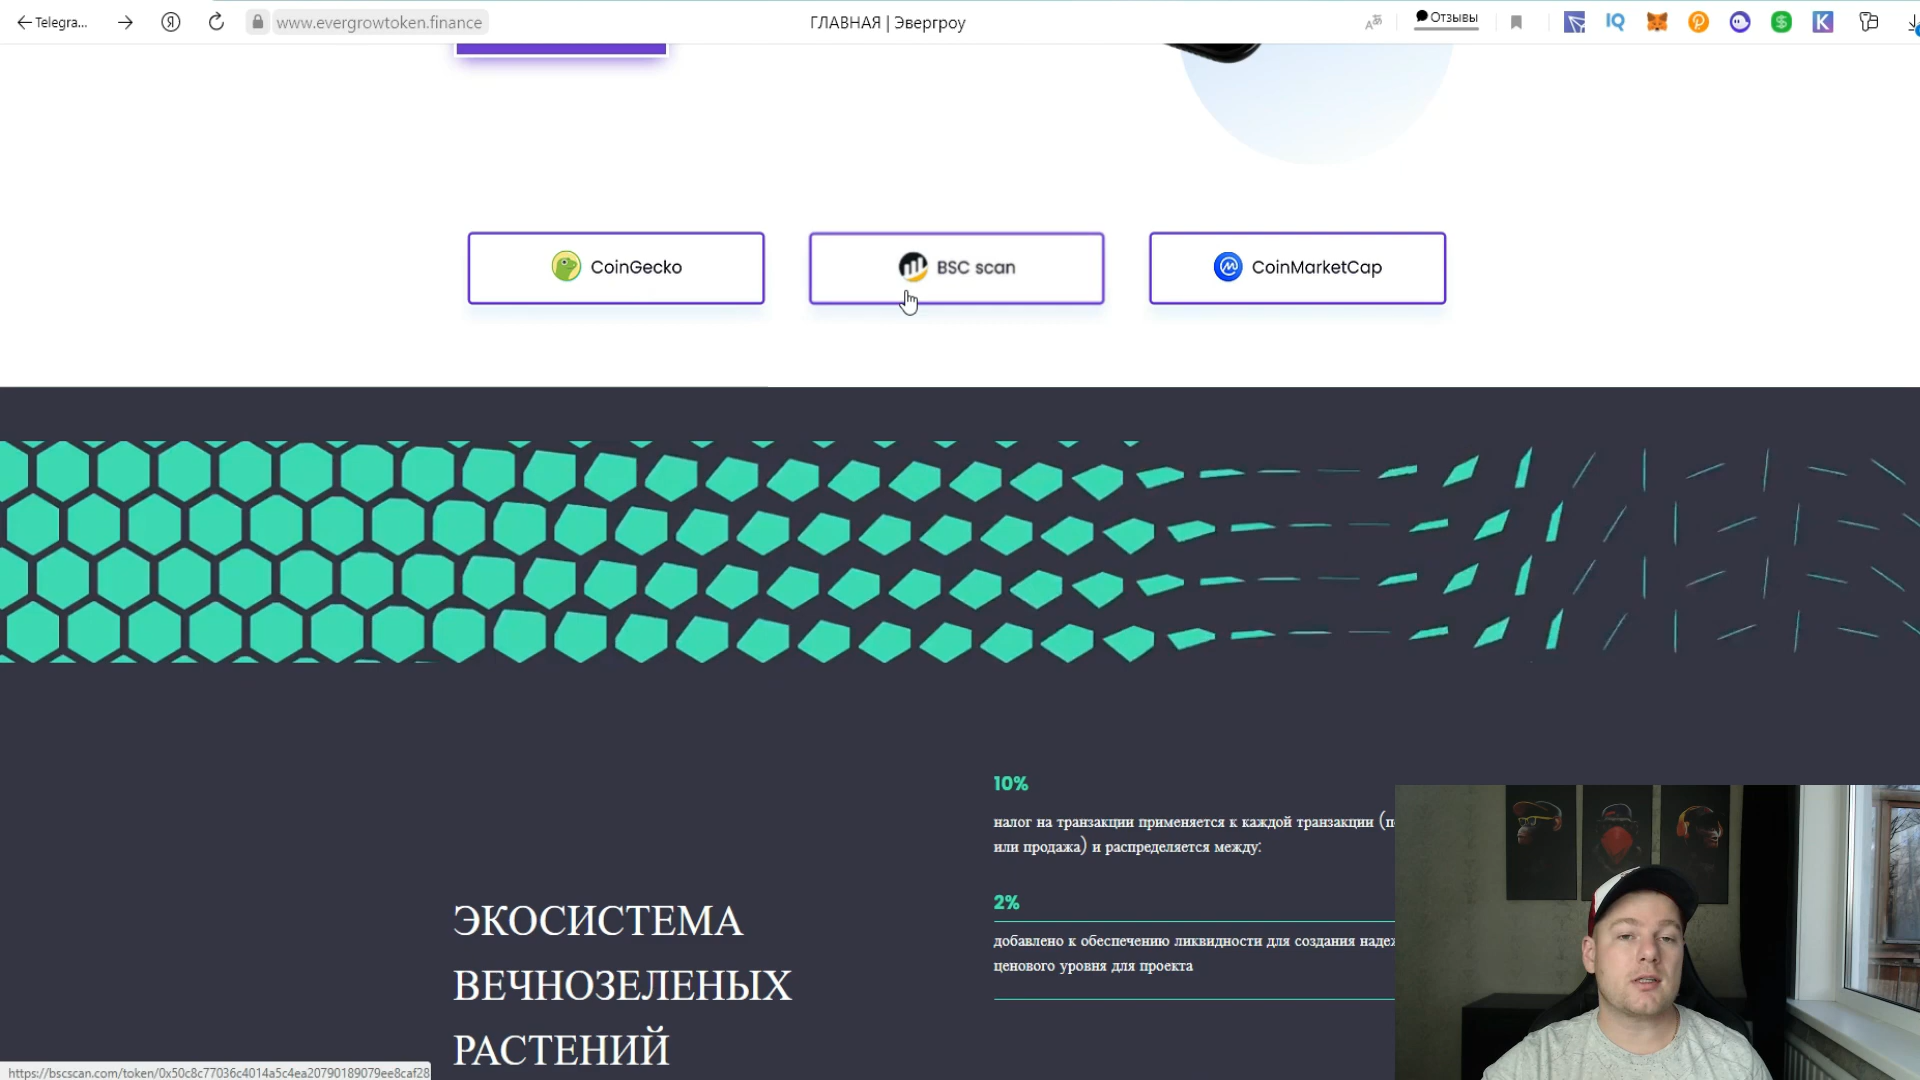 Telegra...
www.evergrowtoken.finance
ГЛАВНАЯ | Эвергроу
Отзывы
CoinGecko
BSC scan
CoinMarketCap
10%
налог на транзакции применяется к каждой транзакции
или продажа) и распределяется между:
2%
добавлено к обеспечению ликвидности для создания
ценового уровня для проекта
ЭКОСИСТЕМА
ВЕЧНОЗЕЛЕНЫХ
РАСТЕНИЙ
https://bscscan.com/token/0x50c8c77036c4014a5c4ea20790189079ee8caf28